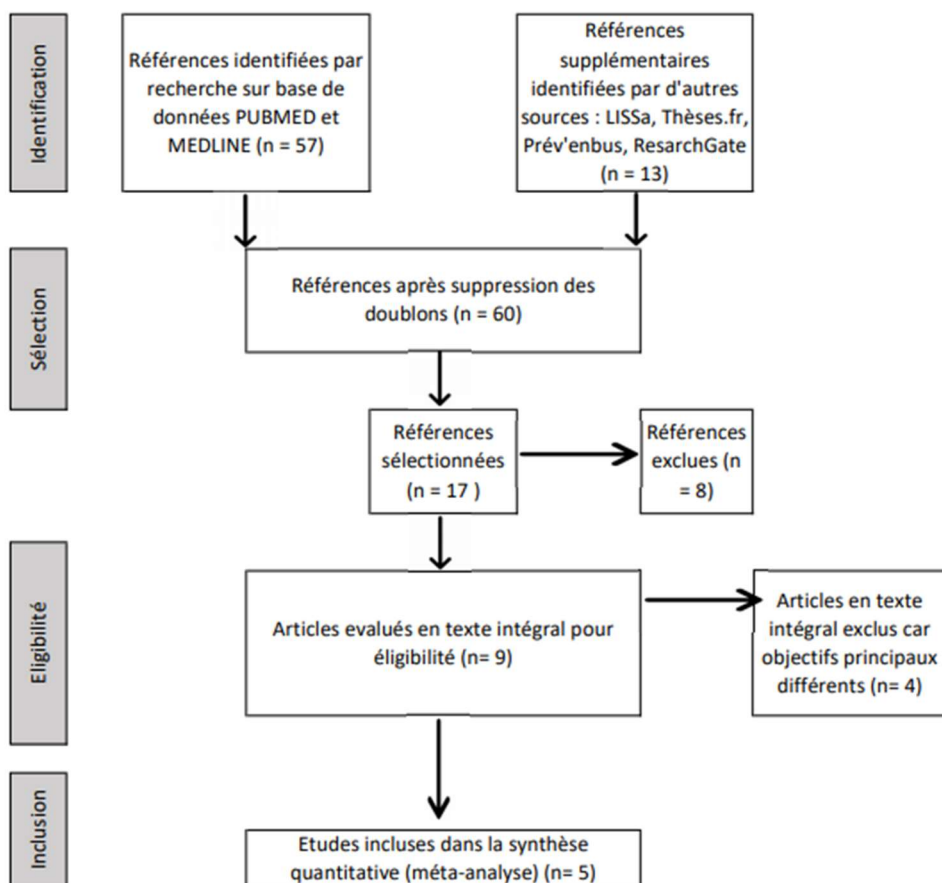 Identification
Références identifiées par
recherche sur base de
données PUBMED et
MEDLINE (n = 57)
Références
supplémentaires
identifiées par d'autres
sources : LISSa, Thèses.fr,
Prév'enbus, ResarchGate
(n = 13)
Sélection
Références après suppression des
doublons (n = 60)
Références
sélectionnées
(n = 17 )
Références
exclues (n
= 8)
Eligibilité
Articles evalués en texte intégral pour
éligibilité (n= 9)
Articles en texte
intégral exclus car
objectifs principaux
différents (n= 4)
Inclusion
Etudes incluses dans la synthèse
quantitative (méta-analyse) (n= 5)